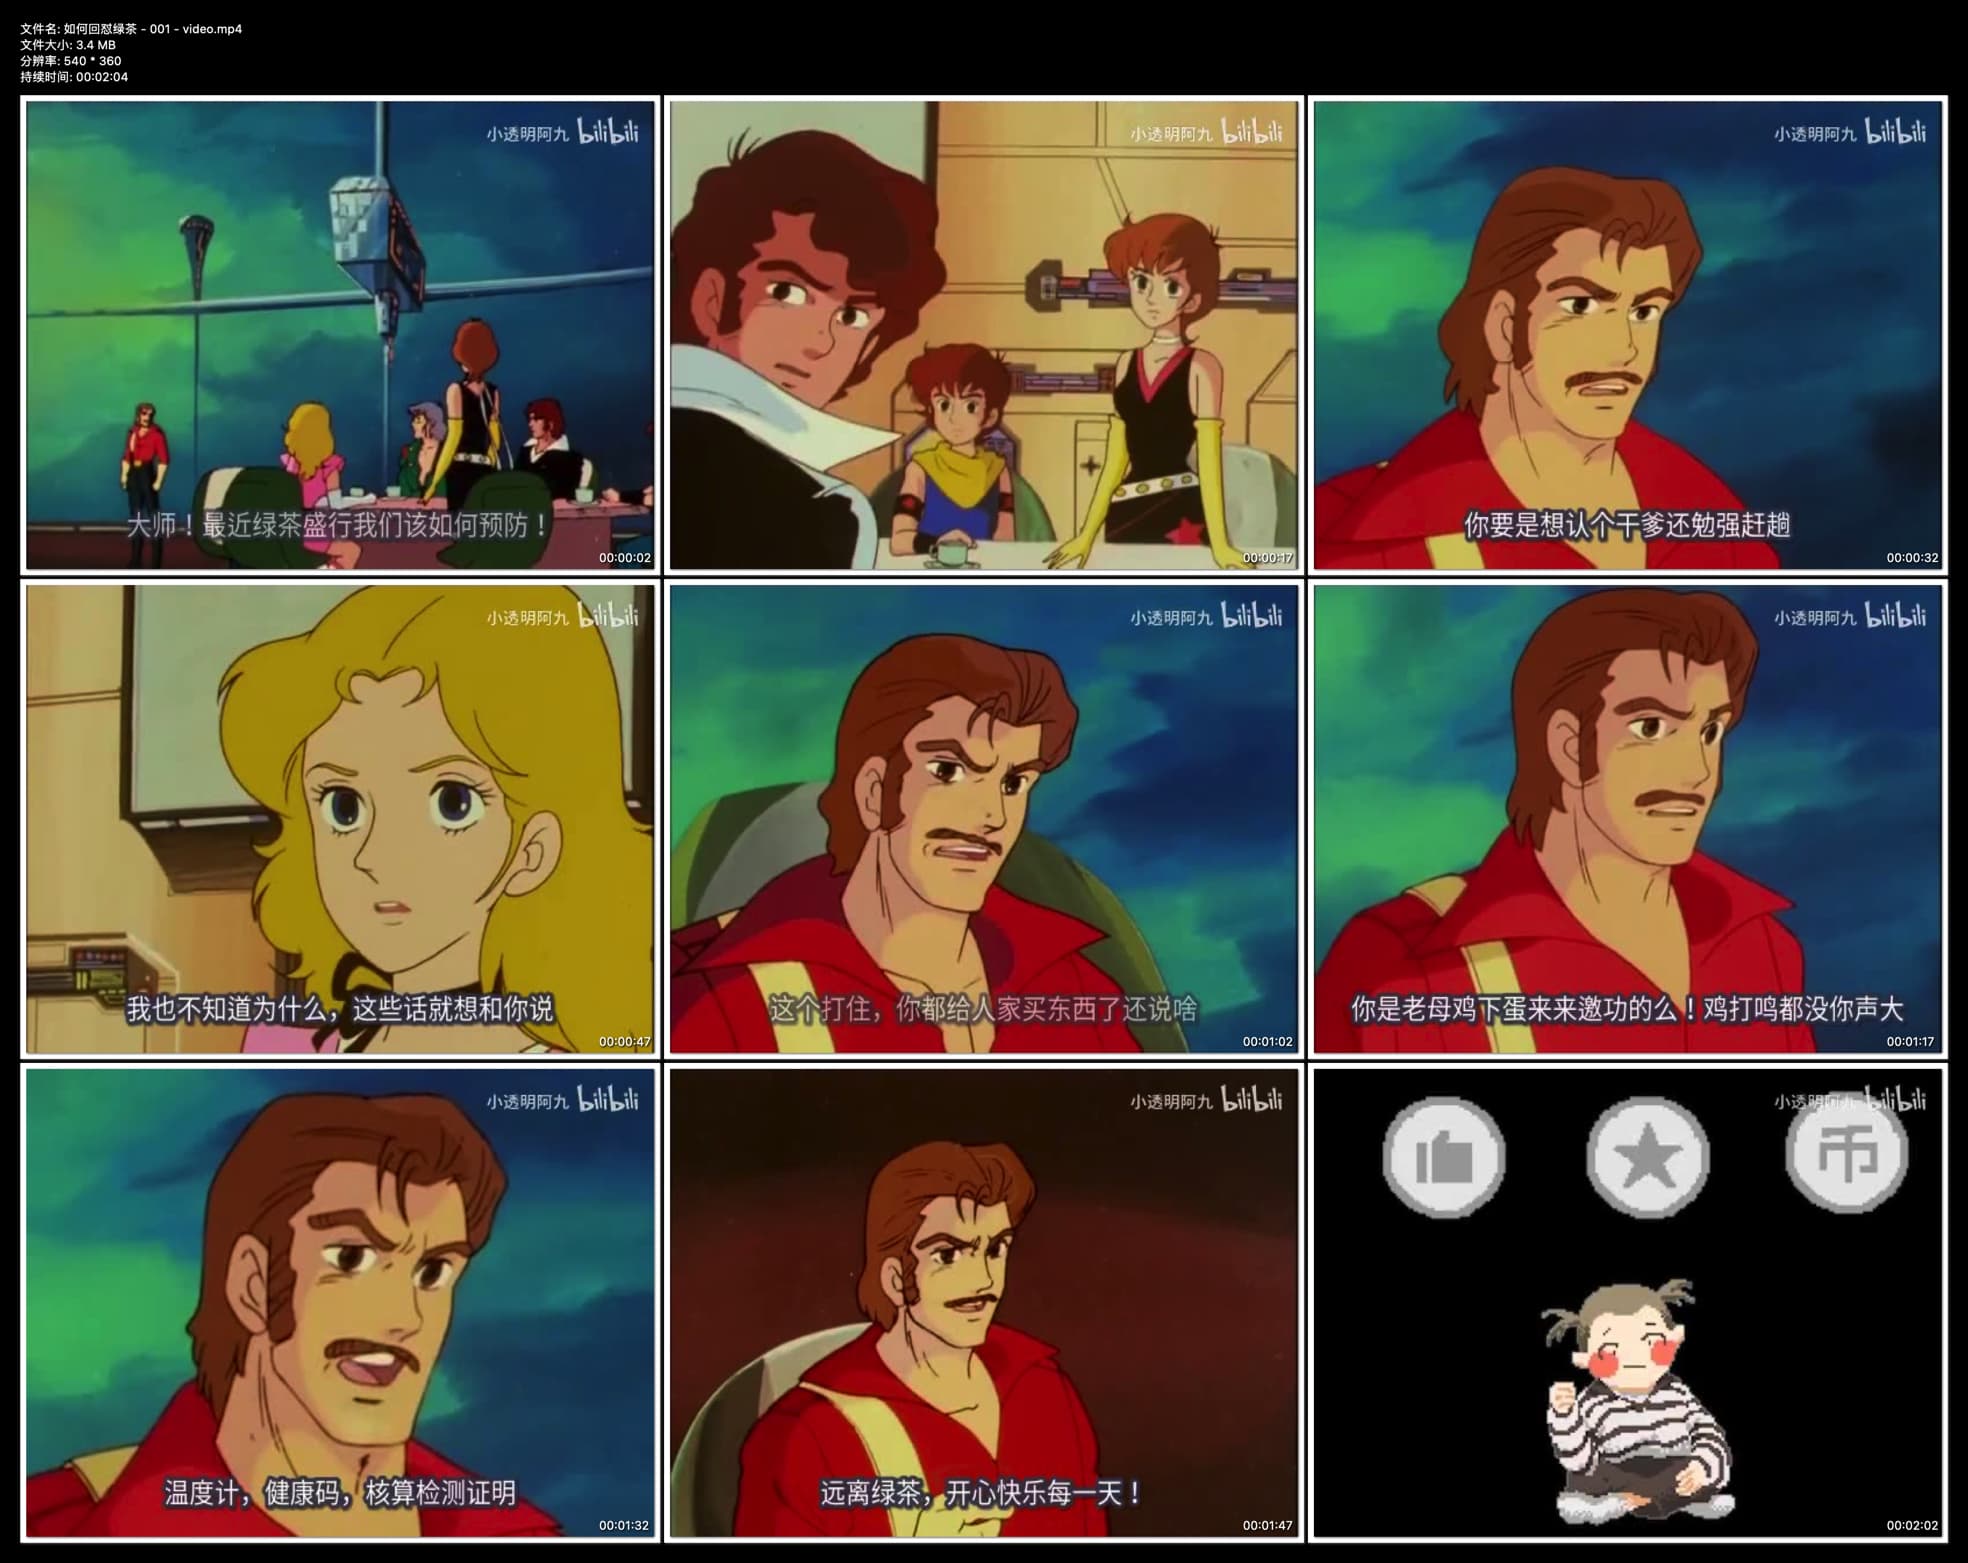 文件名: 如何回怼绿茶 - 001 - video.mp4
文件大小: 3.4 MB
分辨率: 540 * 360
持续时间: 00:02:04
小透明阿九 bilibili
大师！最近绿茶盛行我们该如何预防！
00:00:02
小透明阿九 bilibili
00:00:17
小透明阿九 bilibili
你要是想认个干爹还勉强赶趟
00:00:32
小透明阿九 bilibili
我也不知道为什么，这些话就想和你说
00:00:47
小透明阿九 bilibili
这个打住，你都给人家买东西了还说啥
00:01:02
小透明阿九 bilibili
你是老母鸡下蛋来来邀功的么！鸡打鸣都没你声大
00:01:17
小透明阿九 bilibili
温度计，健康码，核算检测证明
00:01:32
小透明阿九 bilibili
远离绿茶，开心快乐每一天！
00:01:47
小透明阿九 bilibili
币
00:02:02